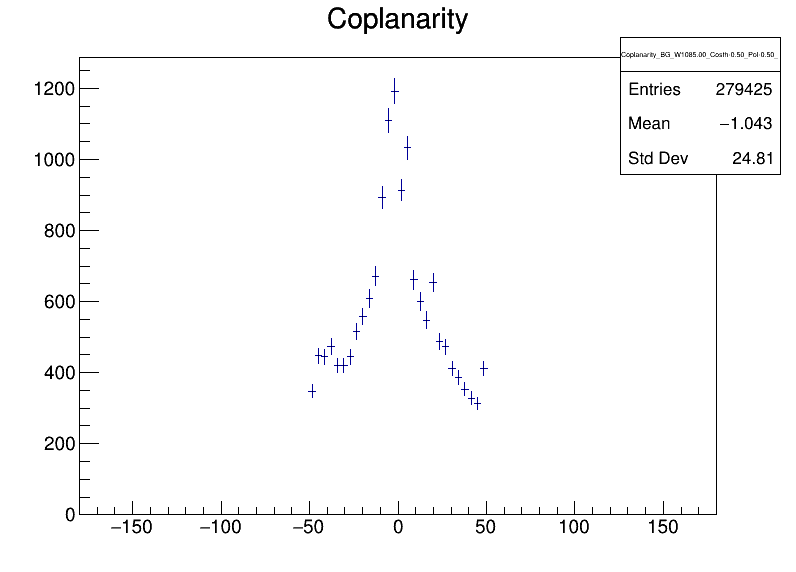 Coplanarity
Coplanarity_BG_W1085.00_Costh-0.50_Pol-0.50_
Entries 279425
Mean −1.043
Std Dev 24.81
1200
1000
800
600
400
200
0
−150 −100 −50 0 50 100 150